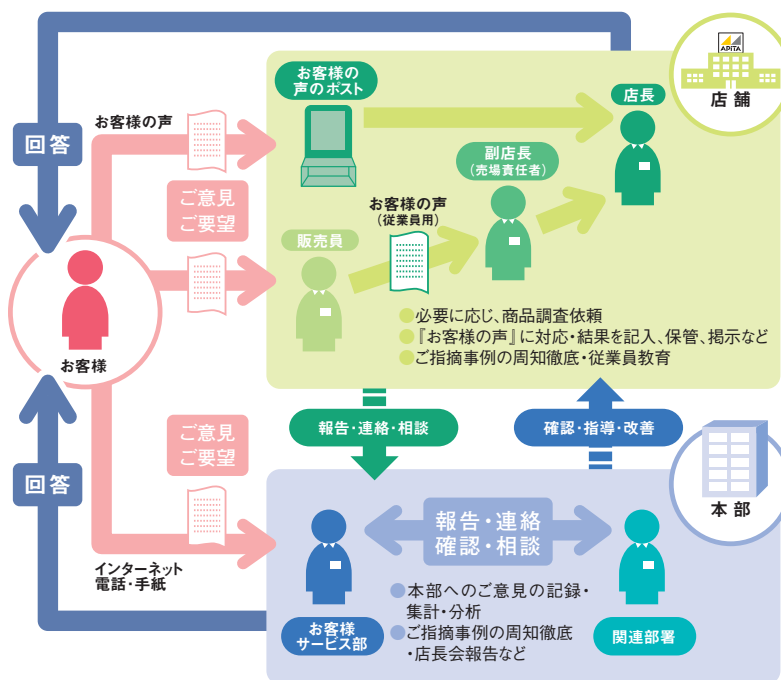 APiTA
店舗
お客様の
声のポスト
店長
お客様の声
回答
副店長
(売場責任者)
ご意見
ご要望
お客様の声
(従業員用)
販売員
お客様
●必要に応じ、商品調査依頼
●『お客様の声』に対応・結果を記入、保管、掲示など
●ご指摘事例の周知徹底・従業員教育
報告・連絡・相談
確認・指導・改善
ご意見
ご要望
回答
本部
報告・連絡
確認・相談
インターネット
電話・手紙
●本部へのご意見の記録・
集計・分析
●ご指摘事例の周知徹底
・店長会報告など
お客様
サービス部
関連部署